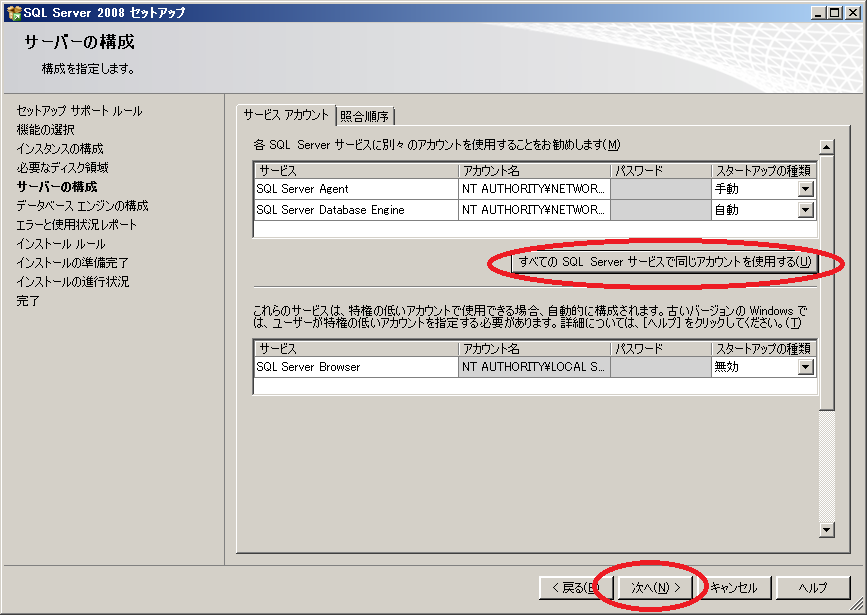 SQL Server 2008 セットアップ
サーバーの構成
構成を指定します。
セットアップ サポート ルール
機能の選択
インスタンスの構成
必要なディスク領域
サーバーの構成
データベース エンジンの構成
エラーと使用状況レポート
インストール ルール
インストールの準備完了
インストールの進行状況
完了
サービス アカウント 照合順序
各 SQL Server サービスに別々のアカウントを使用することをお勧めします(M)
サービス アカウント名 パスワード スタートアップの種類
SQL Server Agent NT AUTHORITY¥NETWOR... 手動
SQL Server Database Engine NT AUTHORITY¥NETWOR... 自動
すべての SQL Server サービスで同じアカウントを使用する(U)
これらのサービスは、特権の低いアカウントで使用できる場合、自動的に構成されます。古いバージョンの Windows で
は、ユーザーが特権の低いアカウントを指定する必要があります。詳細については、[ヘルプ] をクリックしてください。(T)
サービス アカウント名 パスワード スタートアップの種類
SQL Server Browser NT AUTHORITY¥LOCAL S... 無効
< 戻る(B 次へ(N) > キャンセル ヘルプ